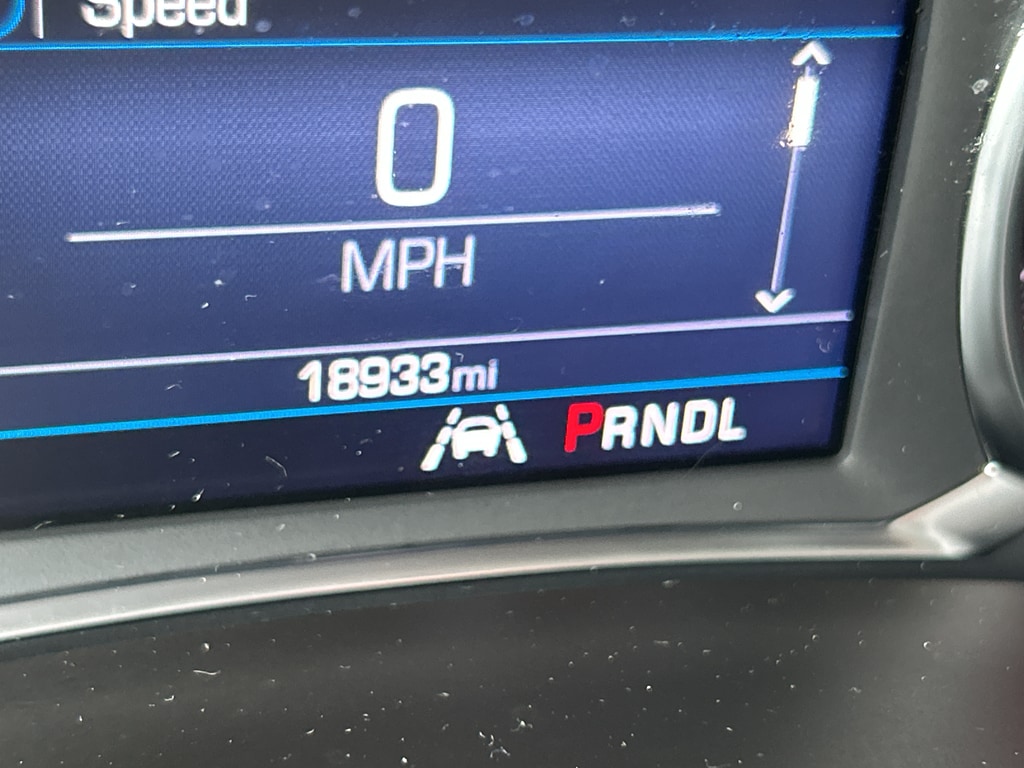 Speed
0
MPH
18933mi
PRNDL